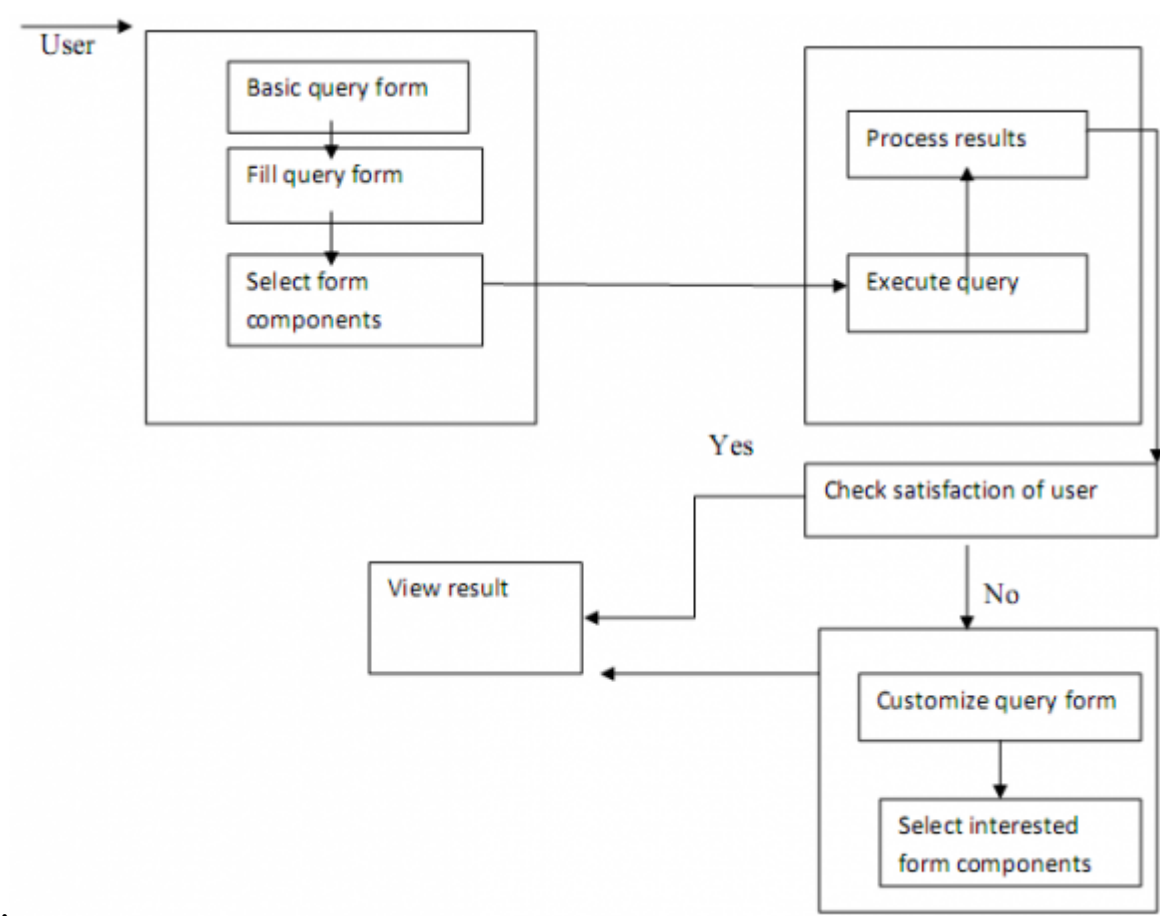 User
Basic query form
Fill query form
Select form
components
Process results
Execute query
Yes
Check satisfaction of user
View result
No
Customize query form
Select interested
form components
.